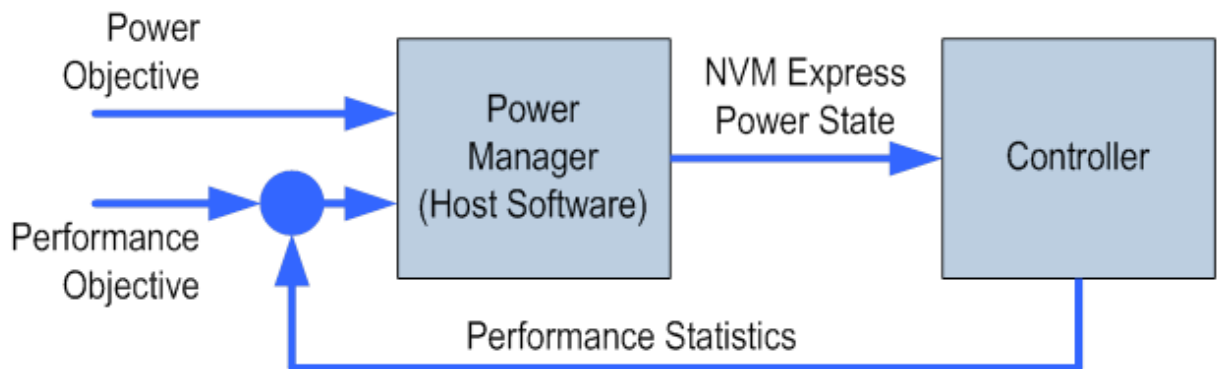 Power
Objective
Performance
Objective
Power
Manager
(Host Software)
NVM Express
Power State
Controller
Performance Statistics